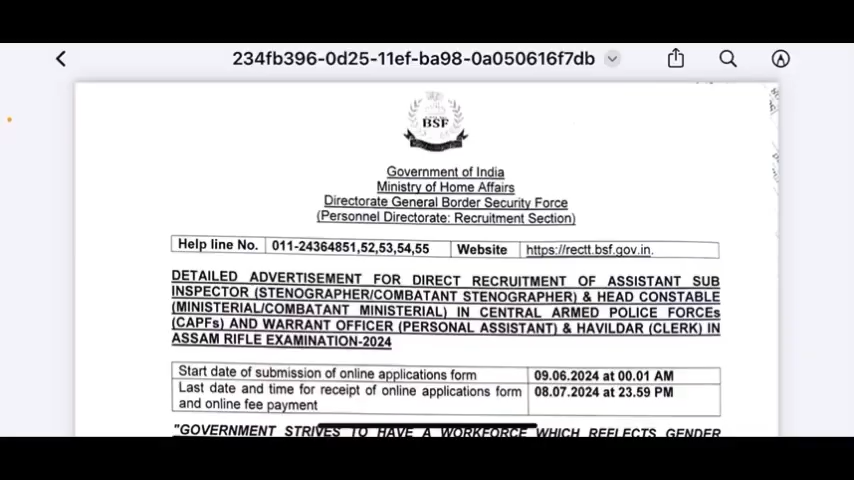 234fb396-0d25-11ef-ba98-0a050616f7db
BSF
Government of India
Ministry of Home Affairs
Directorate General Border Security Force
(Personnel Directorate: Recruitment Section)
Help line No. 011-24364851,52,53,54,55 Website https://rectt.bsf.gov.in.
DETAILED ADVERTISEMENT FOR DIRECT RECRUITMENT OF ASSISTANT SUB
INSPECTOR (STENOGRAPHER/COMBATANT STENOGRAPHER) & HEAD CONSTABLE
(MINISTERIAL/COMBATANT MINISTERIAL) IN CENTRAL ARMED POLICE FORCEs
(CAPFs) AND WARRANT OFFICER (PERSONAL ASSISTANT) & HAVILDAR (CLERK) IN
ASSAM RIFLE EXAMINATION-2024
Start date of submission of online applications form 09.06.2024 at 00.01 AM
Last date and time for receipt of online applications form 08.07.2024 at 23.59 PM
and online fee payment
"GOVERNMENT STRIVES TO HAVE A WORKFORCE WHICH REFLECTS GENDER